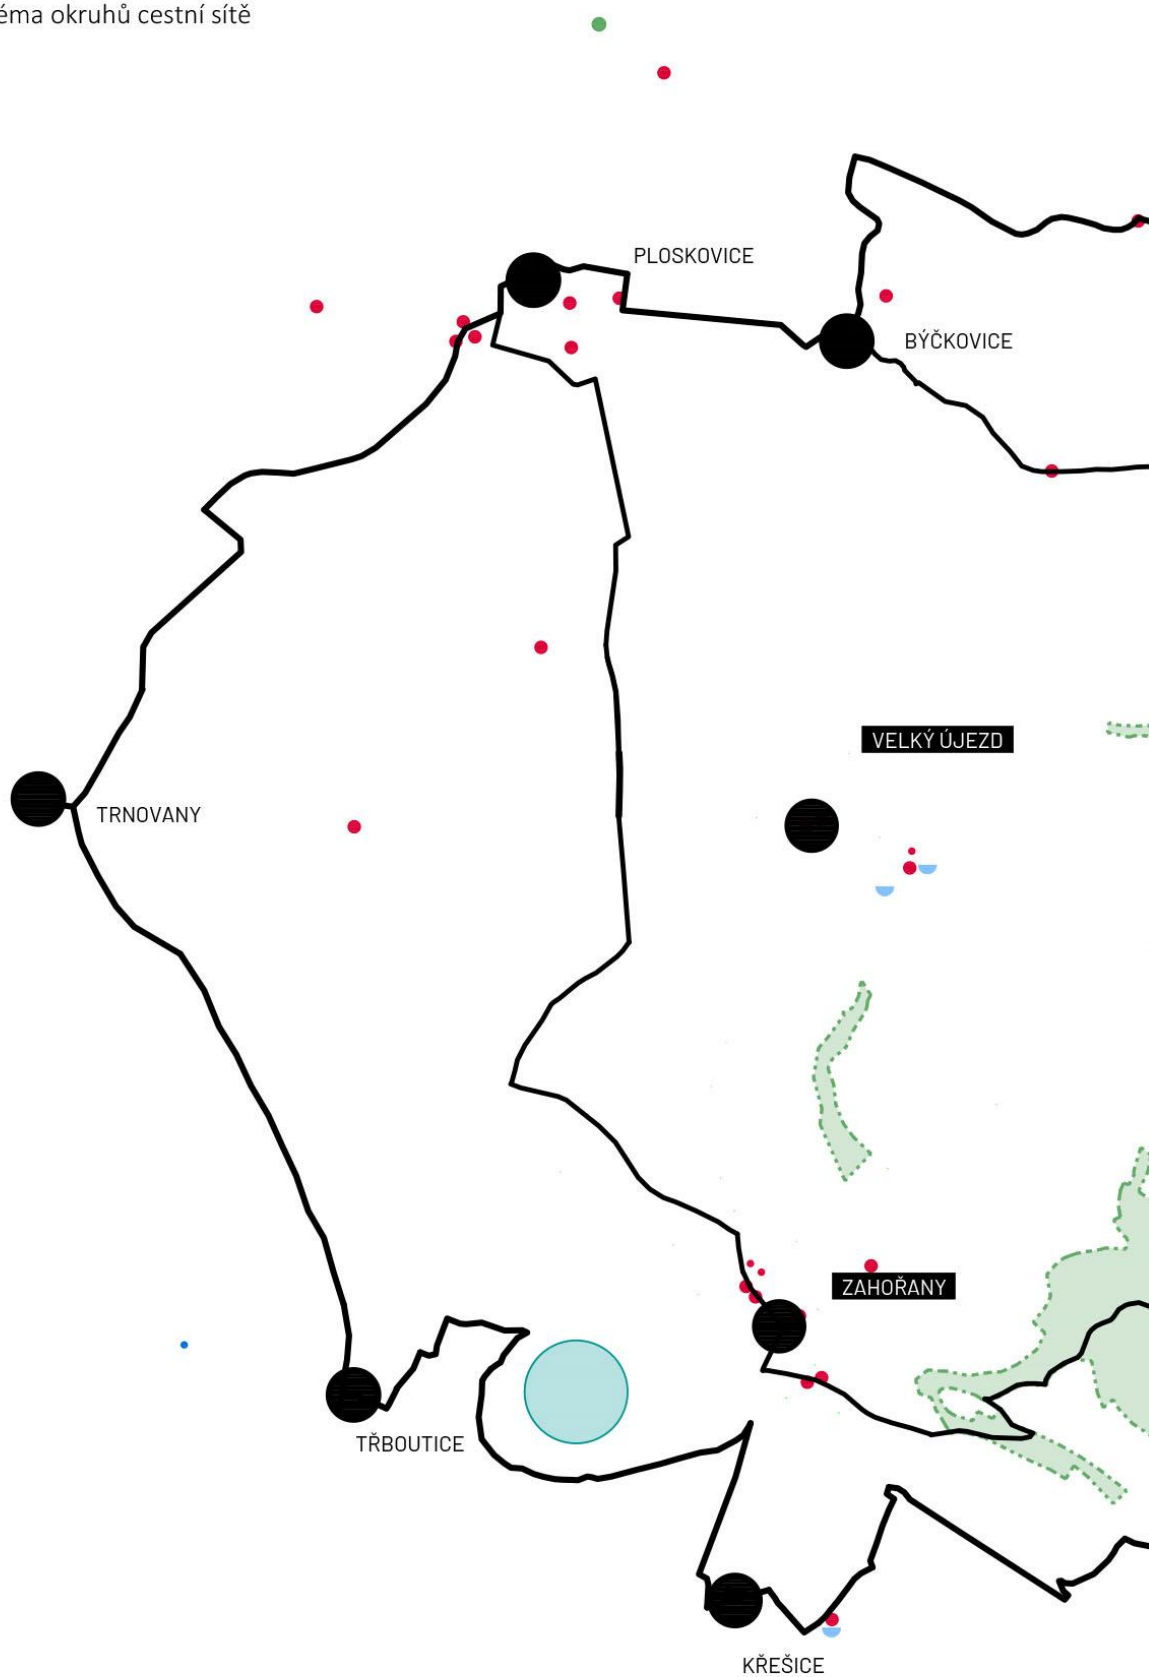 éma okruhů cestní sítě
PLOSKOVICE
BÝČKOVICE
VELKÝ ÚJEZD
TRNOVANY
ZAHOŘANY
TŘBOUTICE
KŘEŠICE